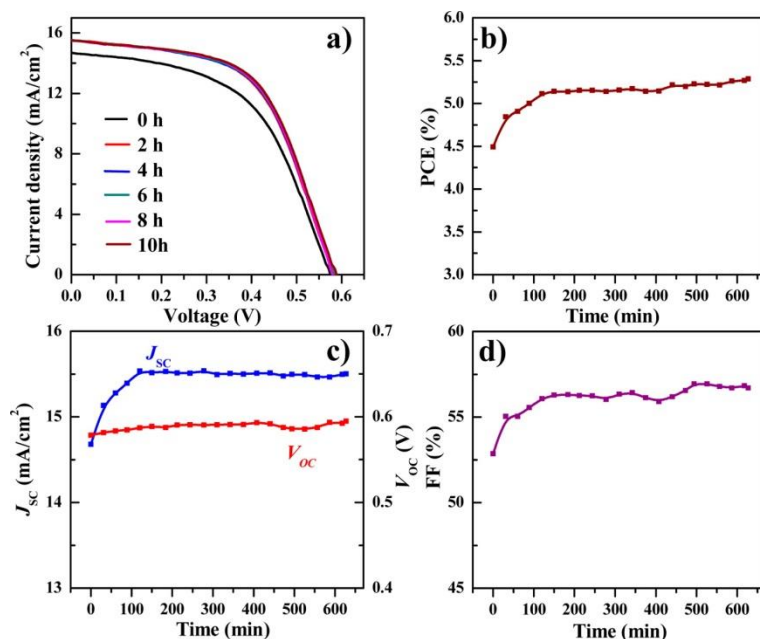 a)
Current density (mA/cm²)
16
12
8
4
0
0 h
2 h
4 h
6 h
8 h
10h
0.0 0.1 0.2 0.3 0.4 0.5 0.6
Voltage (V)
b)
PCE (%)
6.0
5.5
5.0
4.5
4.0
3.5
3.0
0 100 200 300 400 500 600
Time (min)
c)
J_SC (mA/cm²)
16
15
14
13
J_SC
V_OC
0.7
0.6
0.5
0.4
V_OC (V)
0 100 200 300 400 500 600
Time (min)
d)
FF (%)
60
55
50
45
0 100 200 300 400 500 600
Time (min)